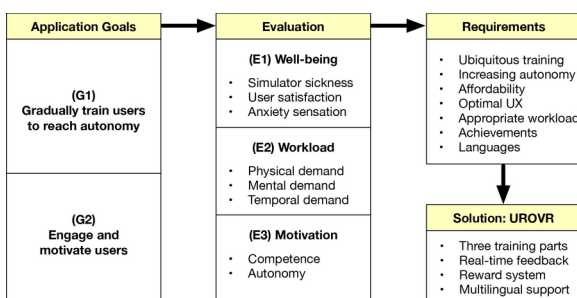 Application Goals
(G1)
Gradually train users
to reach autonomy
(G2)
Engage and
motivate users
Evaluation
(E1) Well-being
• Simulator sickness
• User satisfaction
• Anxiety sensation
(E2) Workload
• Physical demand
• Mental demand
• Temporal demand
(E3) Motivation
• Competence
• Autonomy
Requirements
• Ubiquitous training
• Increasing autonomy
• Affordability
• Optimal UX
• Appropriate workload
• Achievements
• Languages
Solution: UROVR
• Three training parts
• Real-time feedback
• Reward system
• Multilingual support